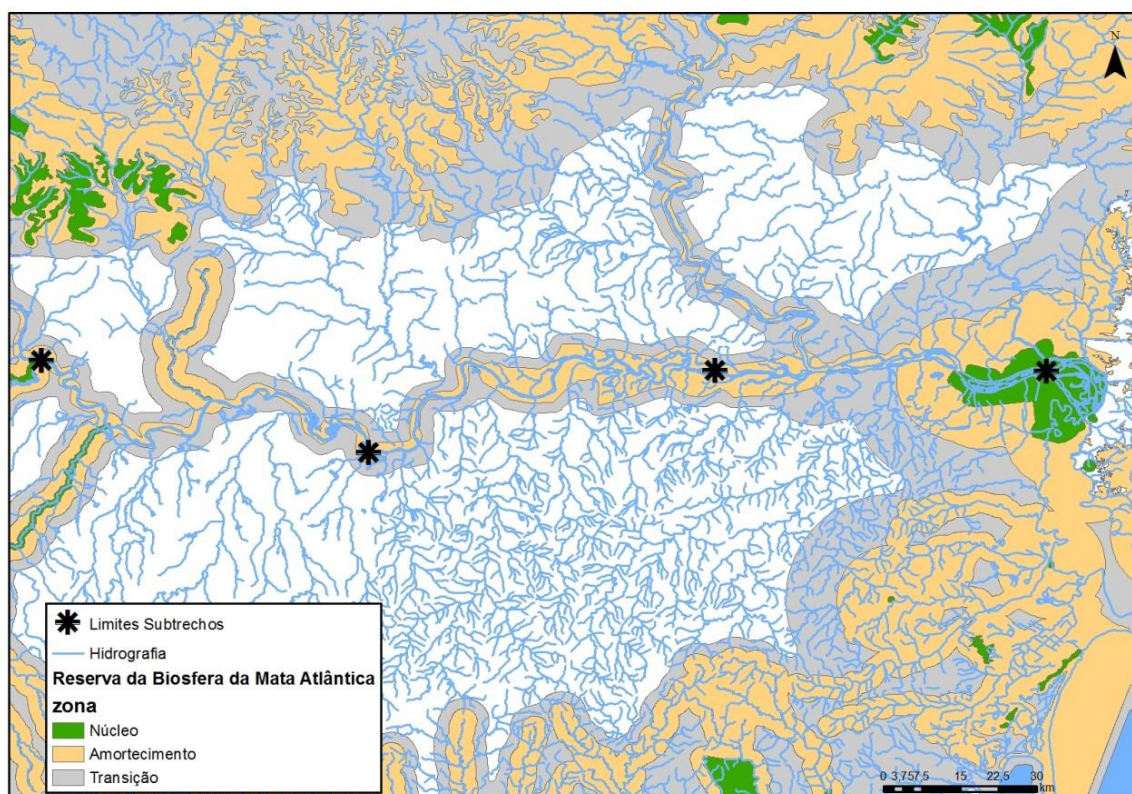 N
Limites Subtrechos
Hidrografia
Reserva da Biosfera da Mata Atlântica
zona
Núcleo
Amortecimento
Transição
0 3,757,5 15 22,5 30
km